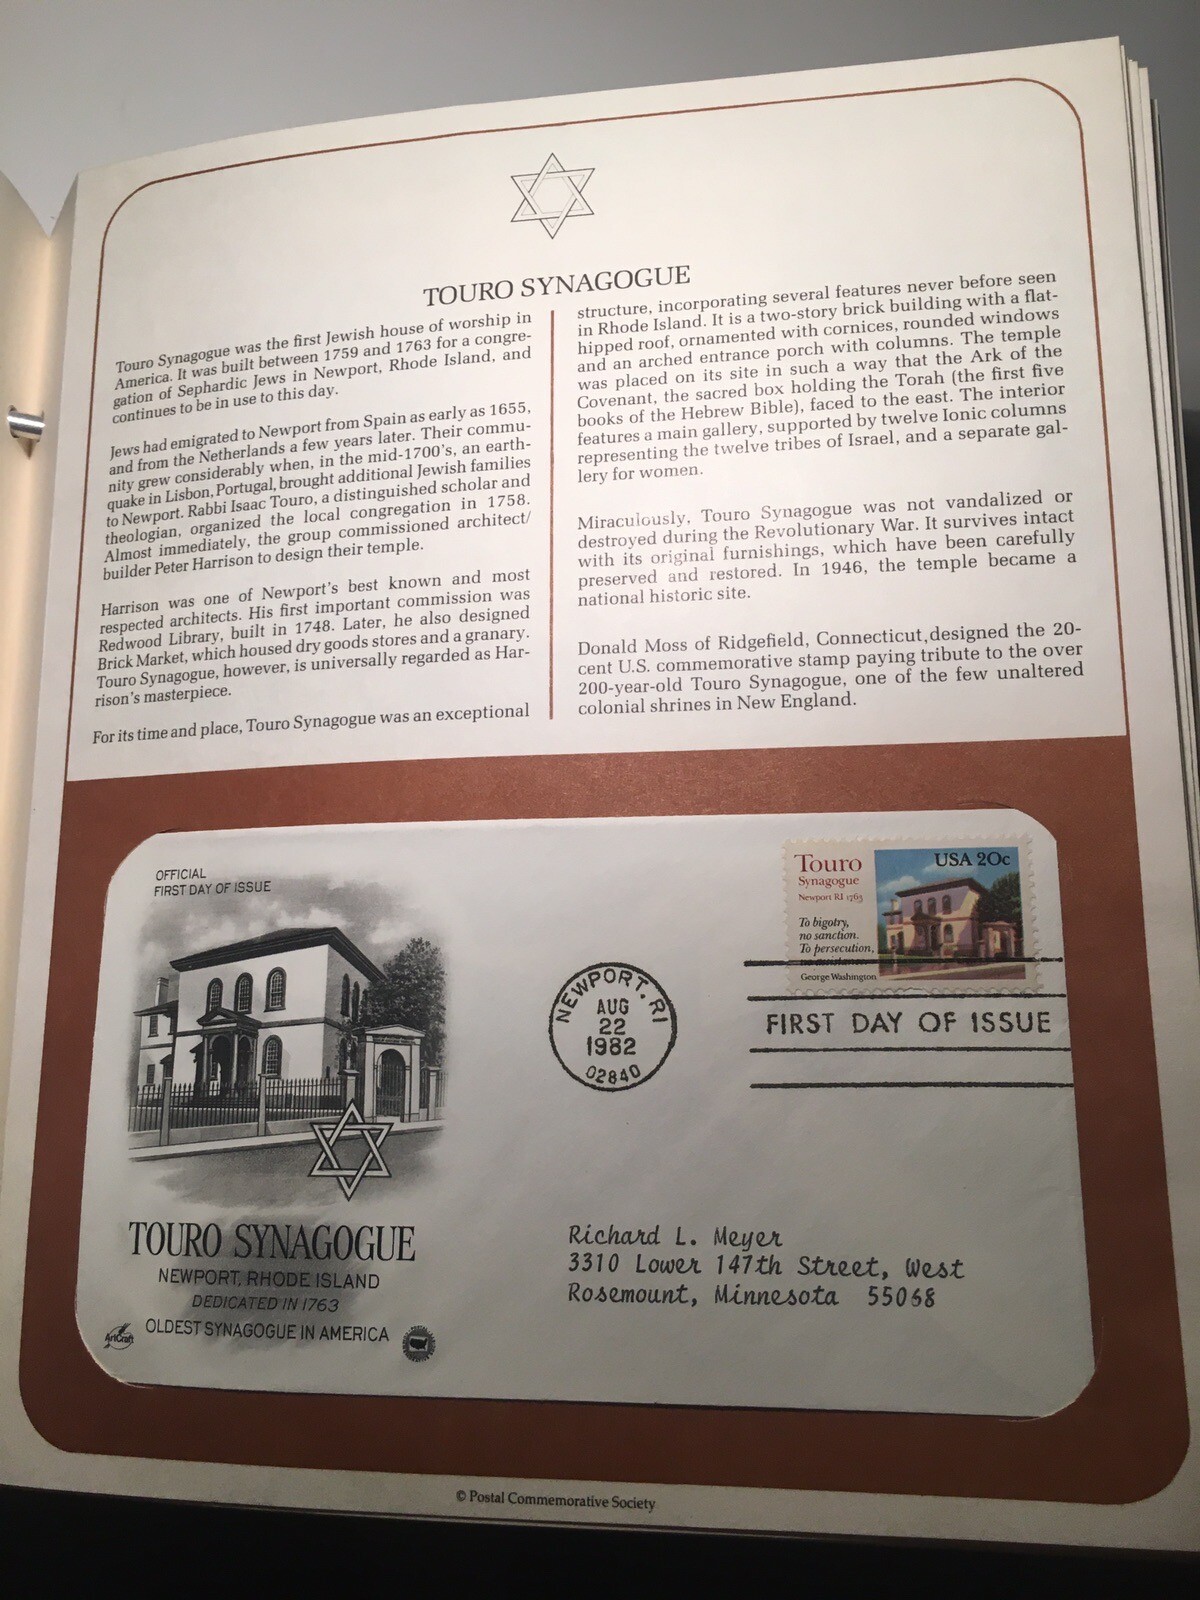 TOURO SYNAGOGUE
Touro Synagogue was the first Jewish house of worship in
America. It was built between 1759 and 1763 for a congre-
gation of Sephardic Jews in Newport, Rhode Island, and
continues to be in use to this day.
Jews had emigrated to Newport from Spain as early as 1655,
and from the Netherlands a few years later. Their commu-
nity grew considerably when, in the mid-1700's, an earth-
quake in Lisbon, Portugal, brought additional Jewish families
to Newport. Rabbi Isaac Touro, a distinguished scholar and
theologian, organized the local congregation in 1758.
Almost immediately, the group commissioned architect/
builder Peter Harrison to design their temple.
Harrison was one of Newport's best known and most
respected architects. His first important commission was
Redwood Library, built in 1748. Later, he also designed
Brick Market, which housed dry goods stores and a granary.
Touro Synagogue, however, is universally regarded as Har-
rison's masterpiece.
For its time and place, Touro Synagogue was an exceptional
structure, incorporating several features never before seen
in Rhode Island. It is a two-story brick building with a flat-
hipped roof, ornamented with cornices, rounded windows
and an arched entrance porch with columns. The temple
was placed on its site in such a way that the Ark of the
Covenant, the sacred box holding the Torah (the first five
books of the Hebrew Bible), faced to the east. The interior
features a main gallery, supported by twelve Ionic columns
representing the twelve tribes of Israel, and a separate gal-
lery for women.
Miraculously, Touro Synagogue was not vandalized or
destroyed during the Revolutionary War. It survives intact
with its original furnishings, which have been carefully
preserved and restored. In 1946, the temple became a
national historic site.
Donald Moss of Ridgefield, Connecticut, designed the 20-
cent U.S. commemorative stamp paying tribute to the over
200-year-old Touro Synagogue, one of the few unaltered
colonial shrines in New England.
OFFICIAL
FIRST DAY OF ISSUE
Touro
Synagogue
Newport RI 1763
To bigotry,
no sanction.
To persecution,
no assistance.
George Washington
USA 20c
NEWPORT, RI
AUG
22
1982
02840
FIRST DAY OF ISSUE
TOURO SYNAGOGUE
NEWPORT, RHODE ISLAND
DEDICATED IN 1763
OLDEST SYNAGOGUE IN AMERICA
ArtCraft
Richard L. Meyer
3310 Lower 147th Street, West
Rosemount, Minnesota 55068
© Postal Commemorative Society